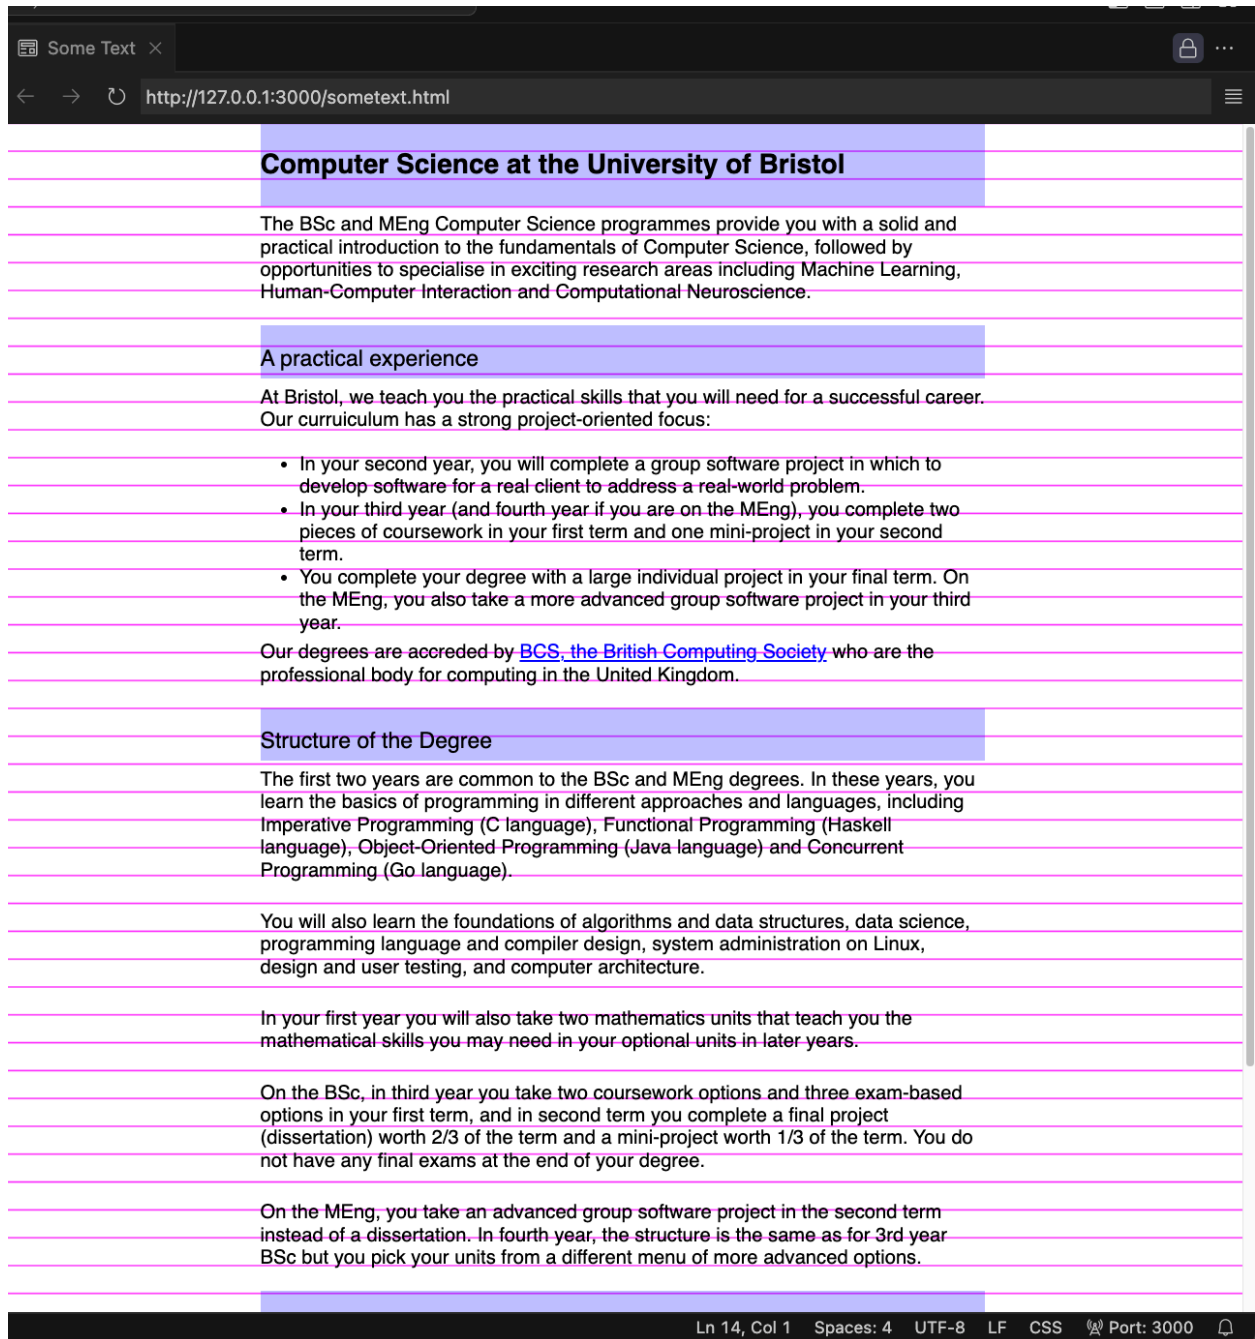 Some Text
http://127.0.0.1:3000/sometext.html
Computer Science at the University of Bristol
The BSc and MEng Computer Science programmes provide you with a solid and
practical introduction to the fundamentals of Computer Science, followed by
opportunities to specialise in exciting research areas including Machine Learning,
Human-Computer Interaction and Computational Neuroscience.
A practical experience
At Bristol, we teach you the practical skills that you will need for a successful career.
Our curruiculum has a strong project-oriented focus:
• In your second year, you will complete a group software project in which to
develop software for a real client to address a real-world problem.
• In your third year (and fourth year if you are on the MEng), you complete two
pieces of coursework in your first term and one mini-project in your second
term.
• You complete your degree with a large individual project in your final term. On
the MEng, you also take a more advanced group software project in your third
year.
Our degrees are accreded by BCS, the British Computing Society who are the
professional body for computing in the United Kingdom.
Structure of the Degree
The first two years are common to the BSc and MEng degrees. In these years, you
learn the basics of programming in different approaches and languages, including
Imperative Programming (C language), Functional Programming (Haskell
language), Object-Oriented Programming (Java language) and Concurrent
Programming (Go language).
You will also learn the foundations of algorithms and data structures, data science,
programming language and compiler design, system administration on Linux,
design and user testing, and computer architecture.
In your first year you will also take two mathematics units that teach you the
mathematical skills you may need in your optional units in later years.
On the BSc, in third year you take two coursework options and three exam-based
options in your first term, and in second term you complete a final project
(dissertation) worth 2/3 of the term and a mini-project worth 1/3 of the term. You do
not have any final exams at the end of your degree.
On the MEng, you take an advanced group software project in the second term
instead of a dissertation. In fourth year, the structure is the same as for 3rd year
BSc but you pick your units from a different menu of more advanced options.
Ln 14, Col 1 Spaces: 4 UTF-8 LF CSS Port: 3000